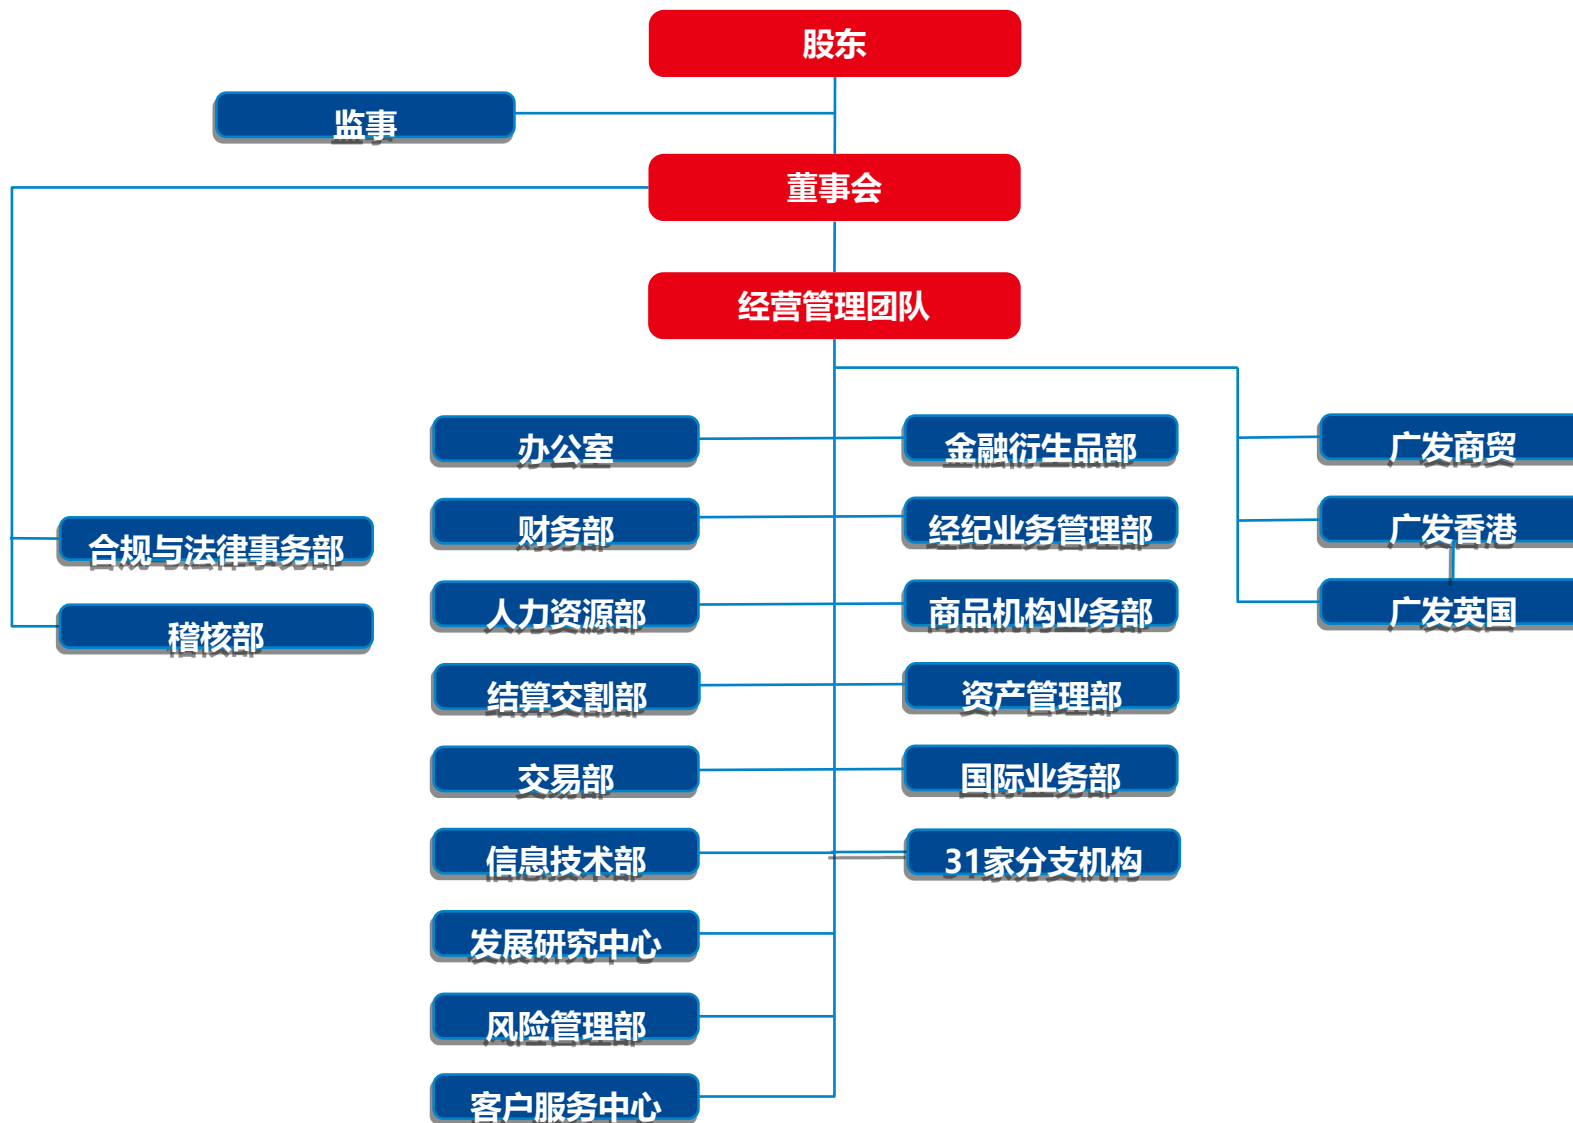 股东
监事
董事会
经营管理团队
办公室
金融衍生品部
广发商贸
财务部
经纪业务管理部
广发香港
合规与法律事务部
人力资源部
商品机构业务部
广发英国
稽核部
结算交割部
资产管理部
交易部
国际业务部
信息技术部
31家分支机构
发展研究中心
风险管理部
客户服务中心